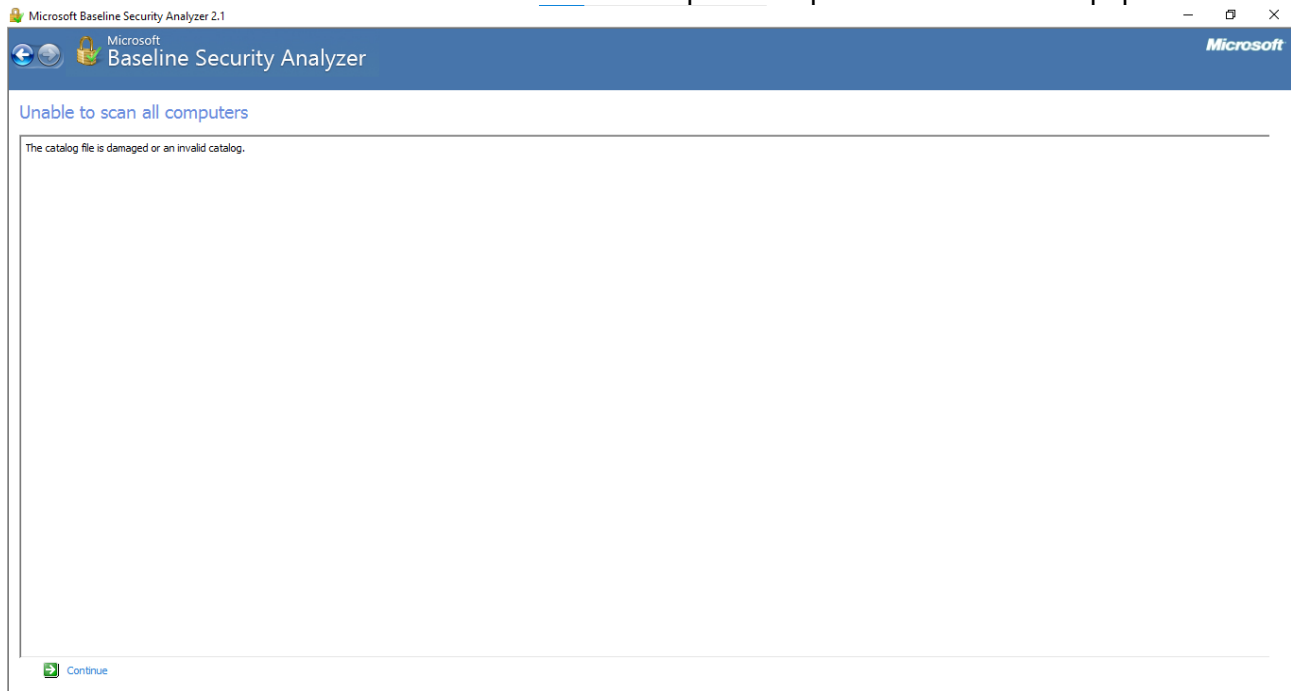 Microsoft Baseline Security Analyzer 2.1
Microsoft
Baseline Security Analyzer
Microsoft
Unable to scan all computers
The catalog file is damaged or an invalid catalog.
Continue